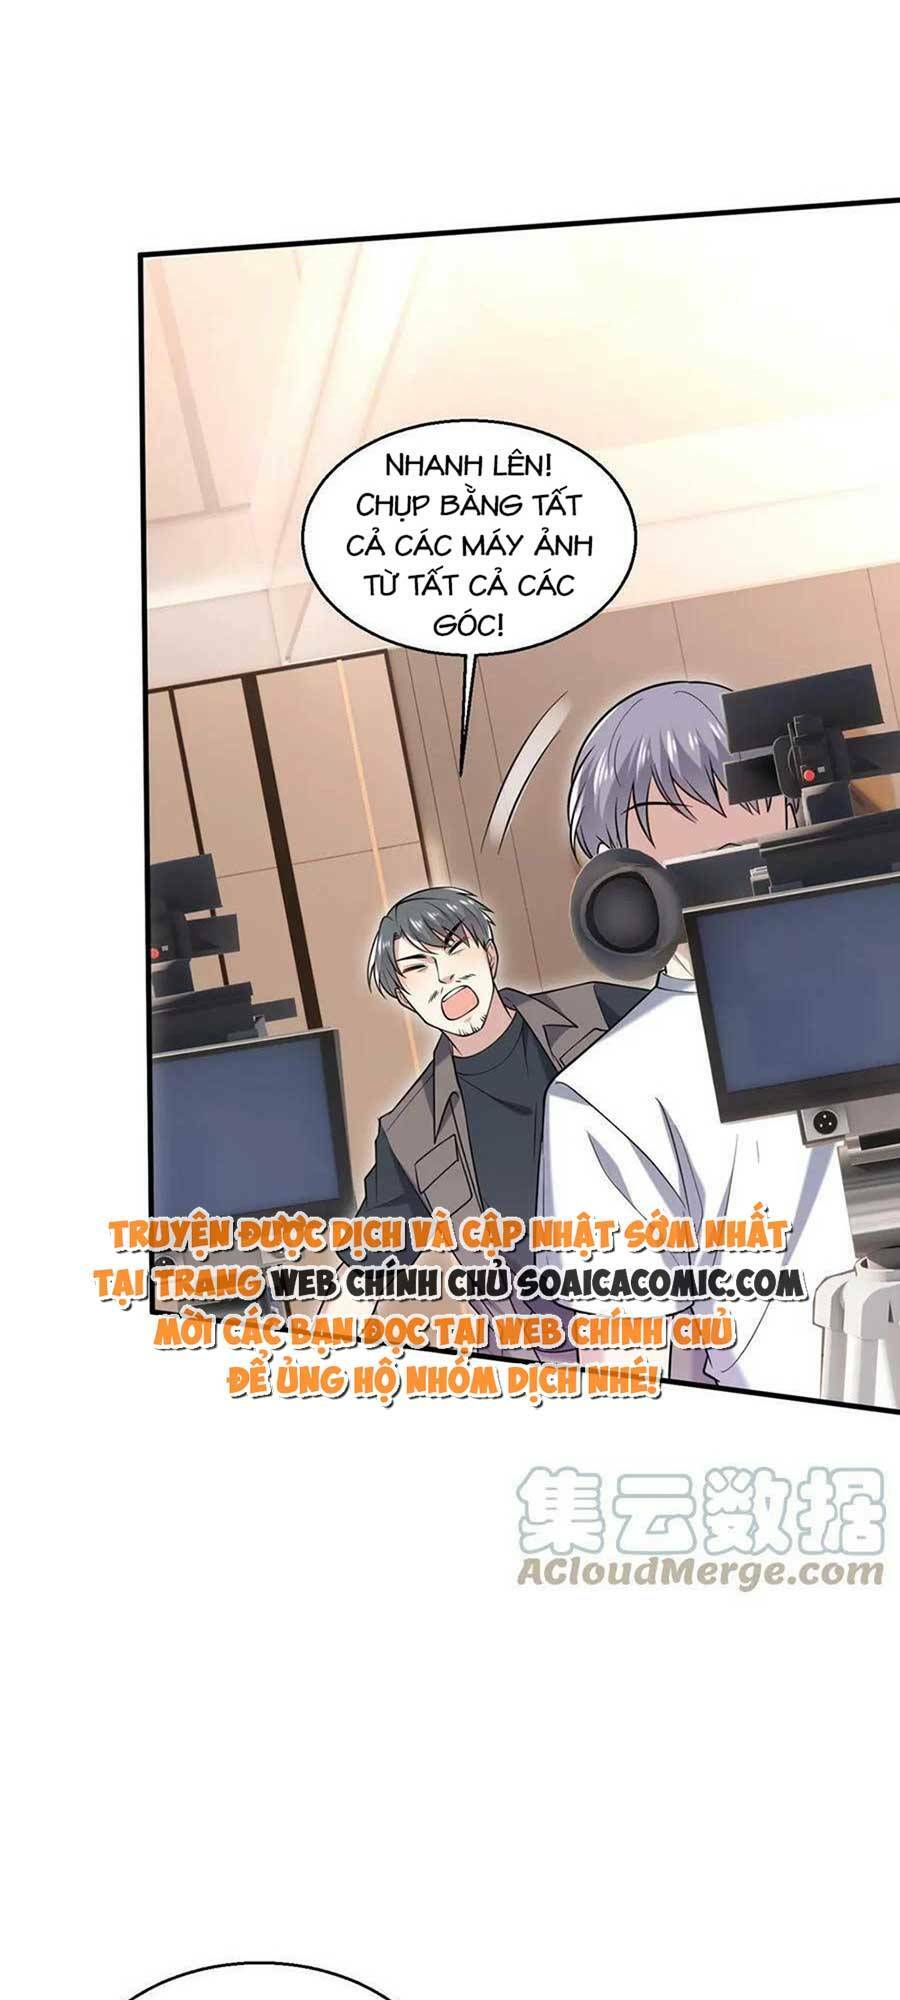 NHANH LÊN!
CHỤP BẰNG TẤT
CẢ CÁC MÁY ẢNH
TỪ TẤT CẢ CÁC
GÓC!
TRUYỆN ĐƯỢC DỊCH VÀ CẬP NHẬT SỚM NHẤT
TẠI TRANG WEB CHÍNH CHỦ SOAICACOMIC.COM
MỜI CÁC BẠN ĐỌC TẠI WEB CHÍNH CHỦ
ĐỂ ỦNG HỘ NHÓM DỊCH NHÉ!
集云数据
ACloudMerge.com